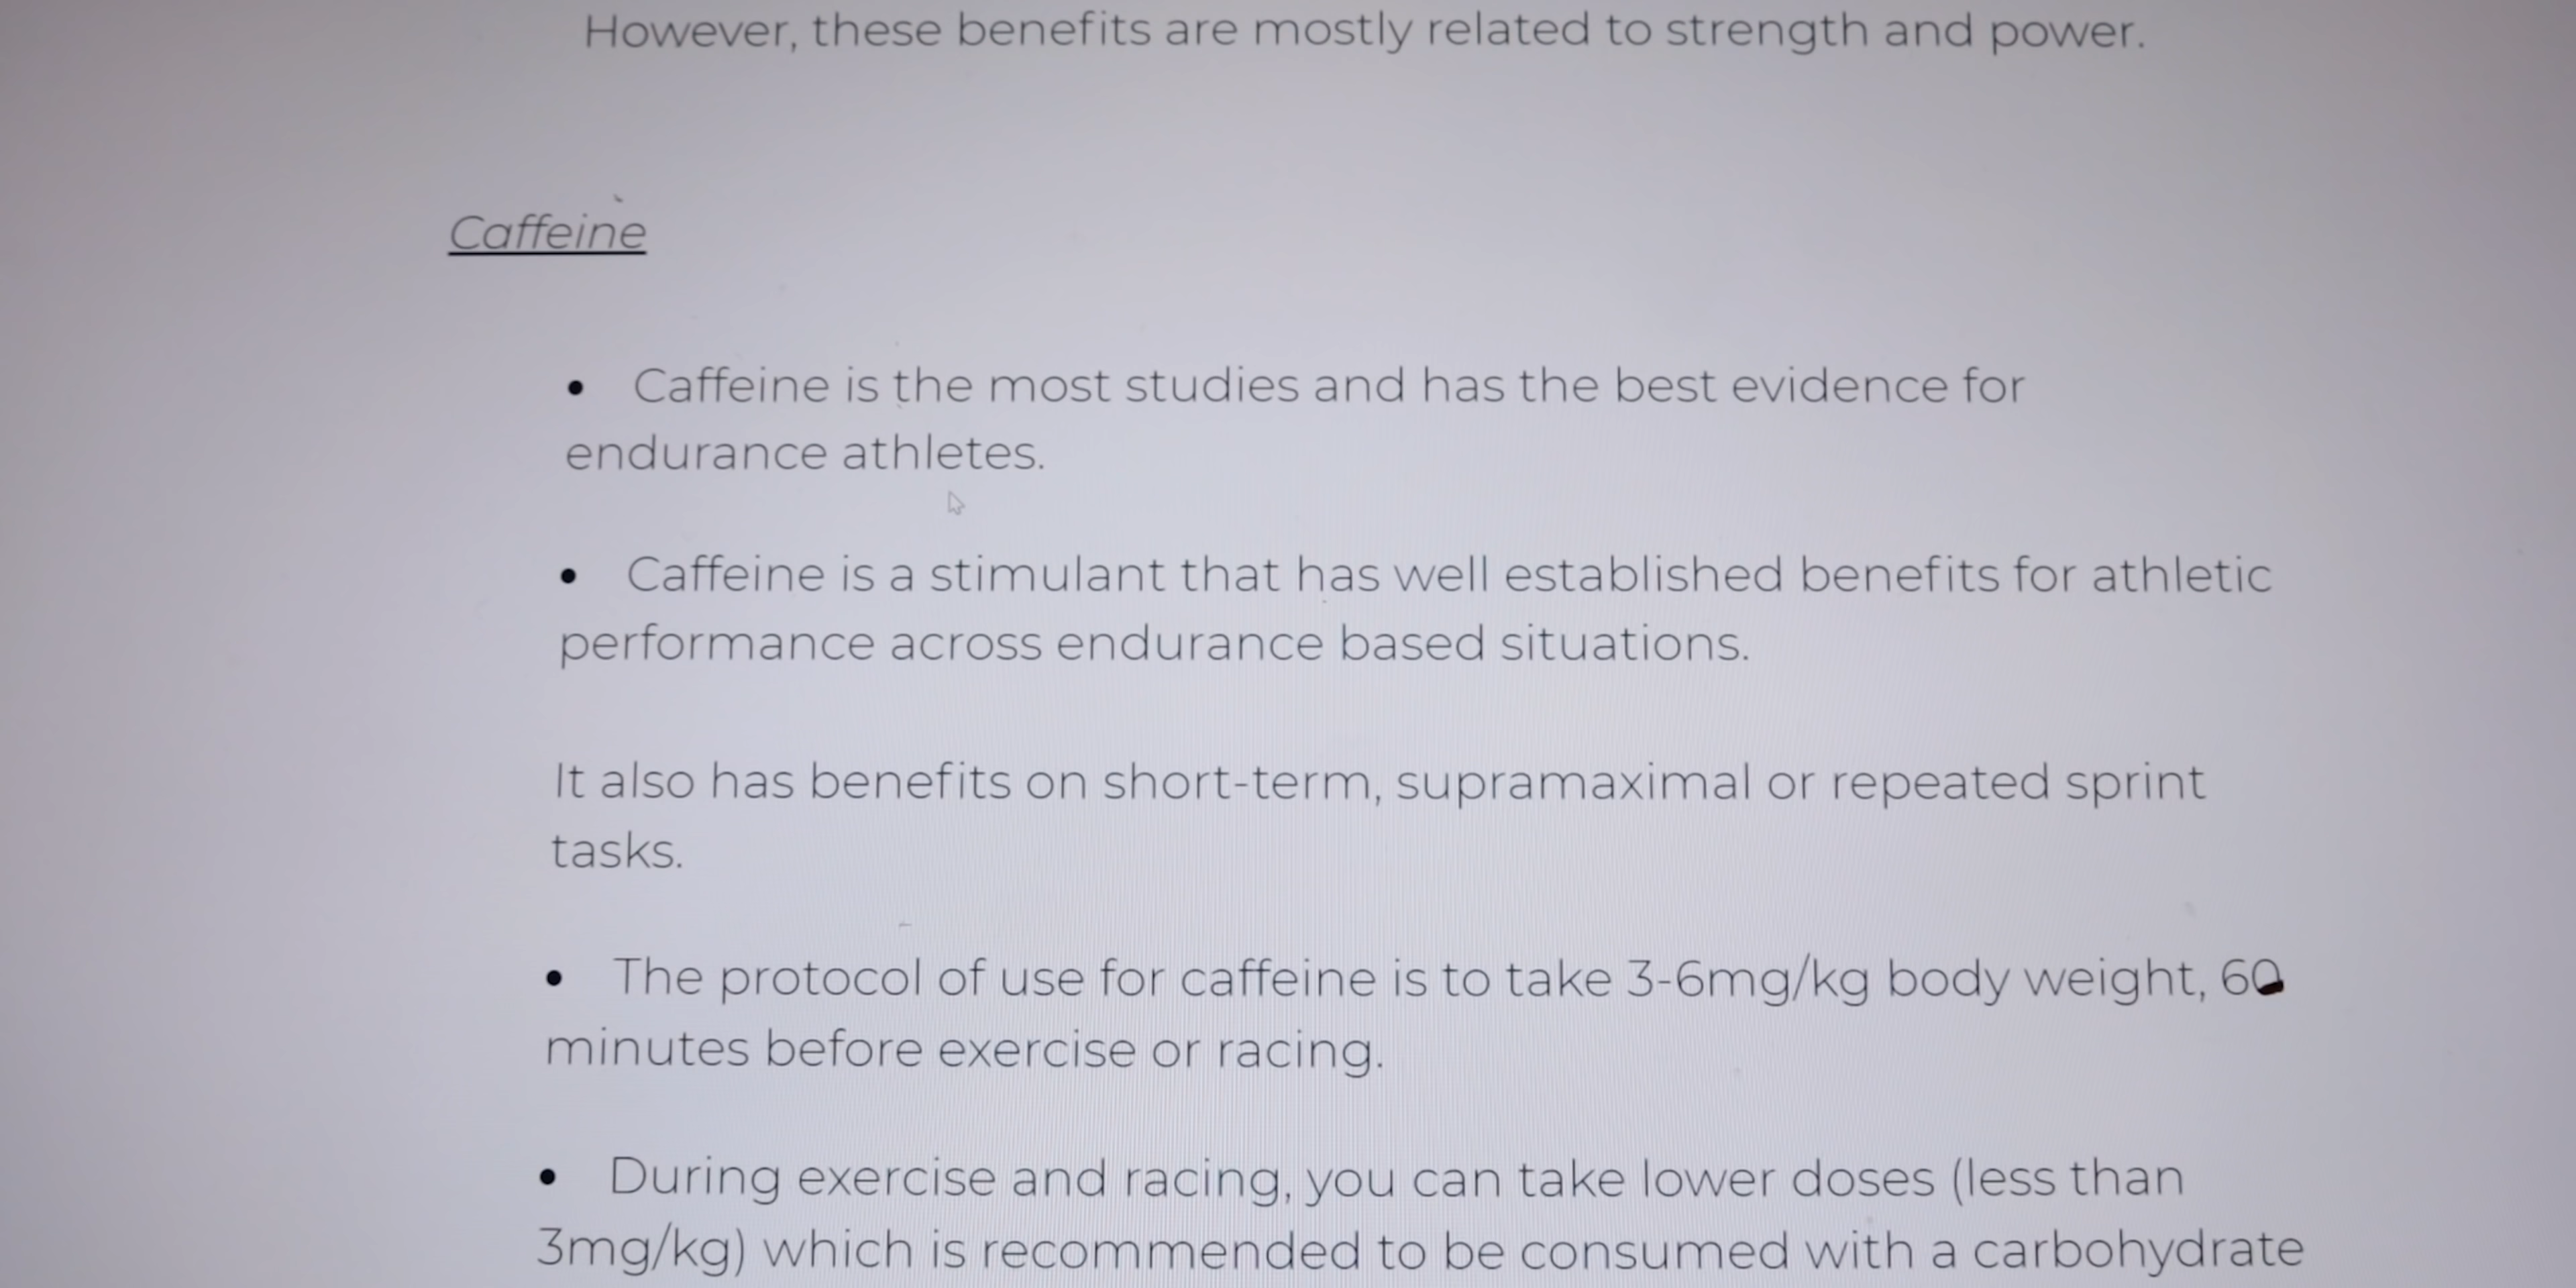 However, these benefits are mostly related to strength and power.
Caffeine
• Caffeine is the most studies and has the best evidence for
endurance athletes.
• Caffeine is a stimulant that has well established benefits for athletic
performance across endurance based situations.
It also has benefits on short-term, supramaximal or repeated sprint
tasks.
• The protocol of use for caffeine is to take 3-6mg/kg body weight, 60
minutes before exercise or racing.
• During exercise and racing, you can take lower doses (less than
3mg/kg) which is recommended to be consumed with a carbohydrate